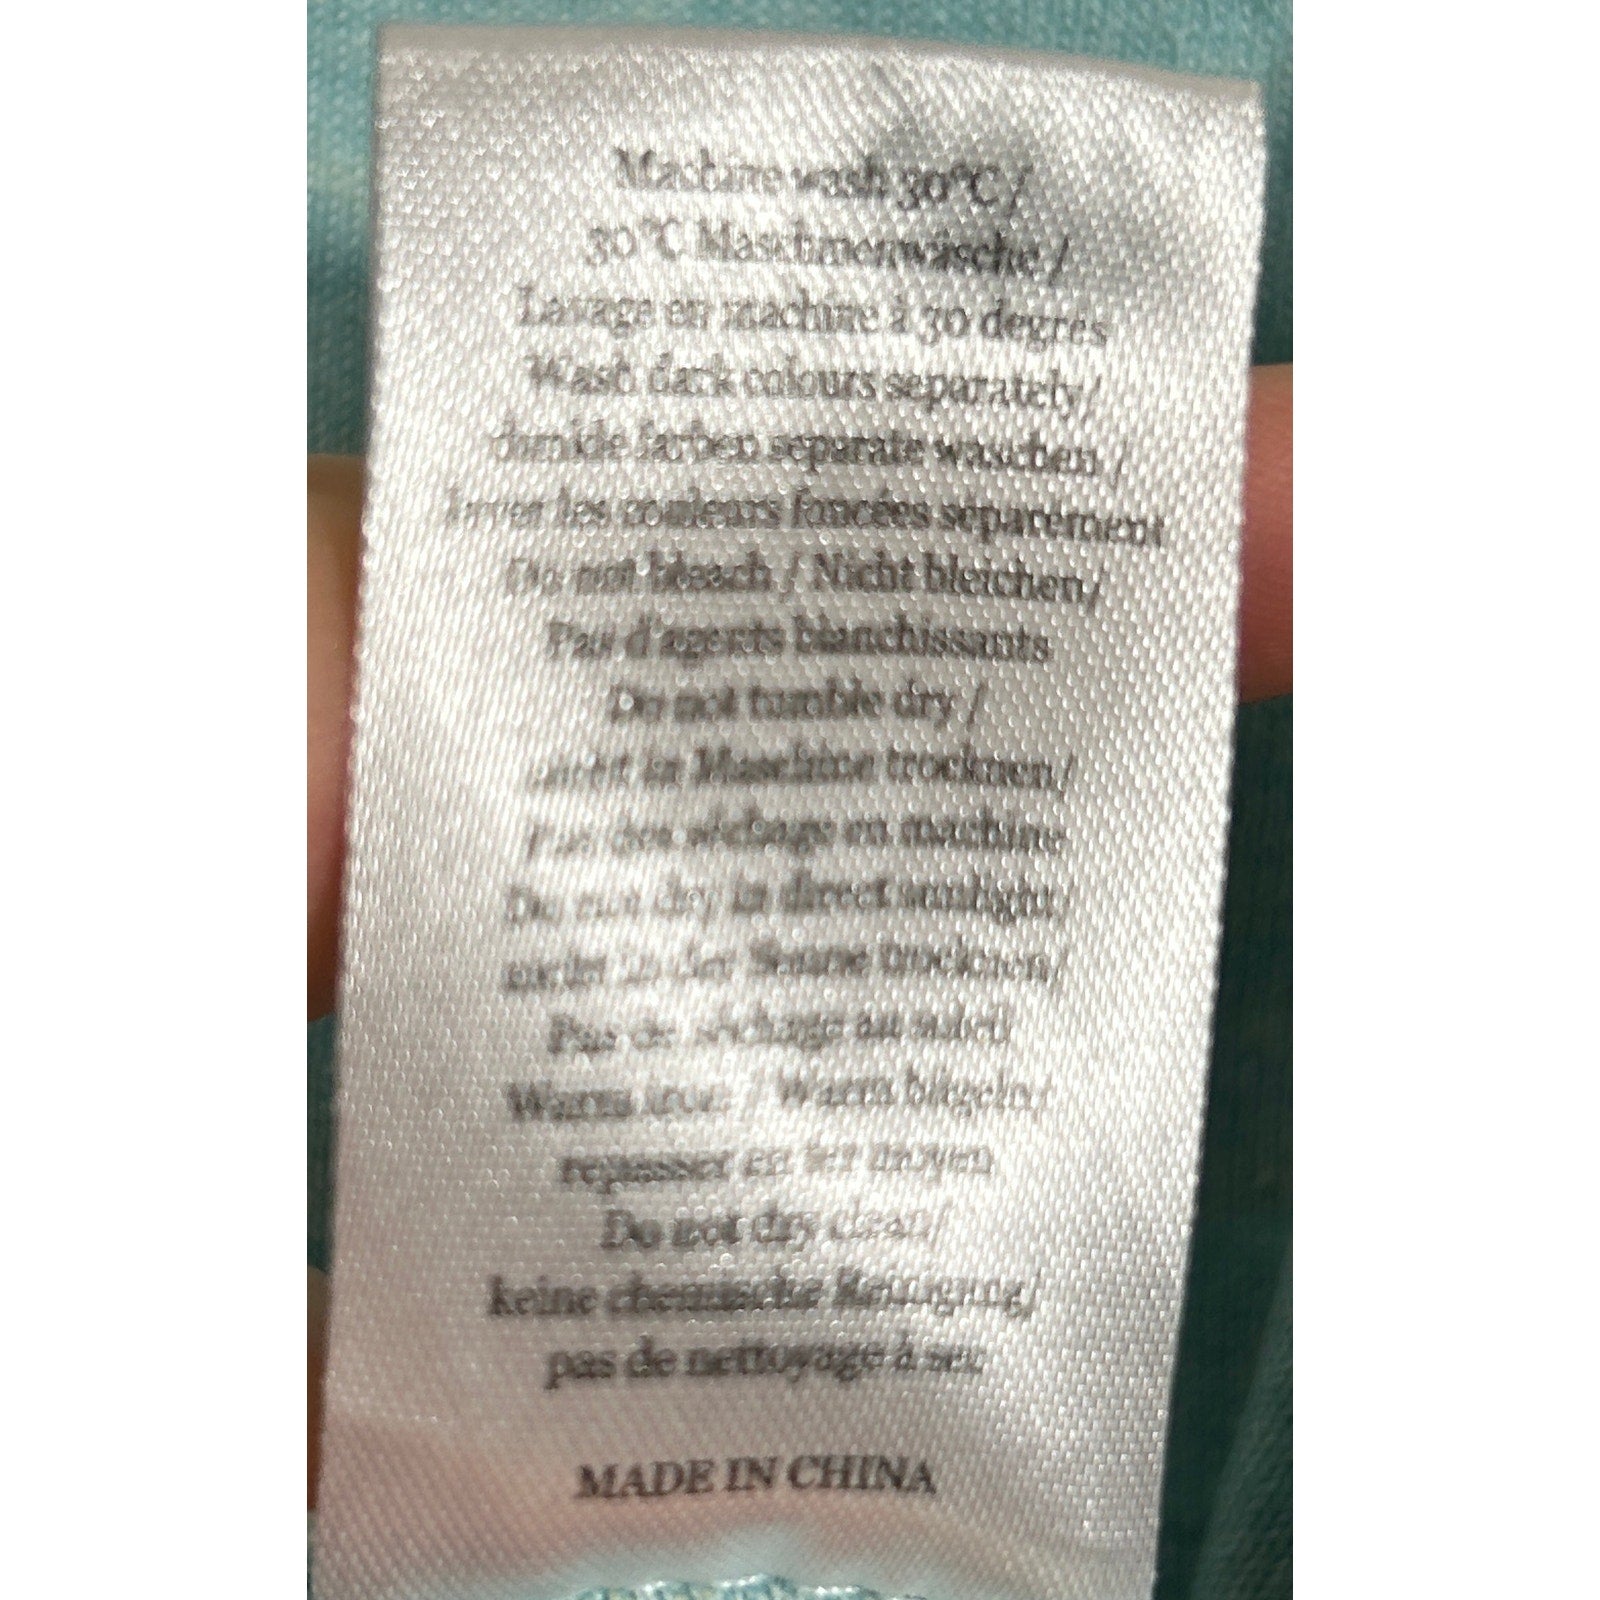 Machine wash 30°C /
30°C Maschinenwäsche /
Lavage en machine à 30 degrés
Wash dark colours separately/
dunkle farben separate waschen /
laver les couleurs foncées séparement
Do not bleach / Nicht bleichen/
Pas d'agents blanchissants
Do not tumble dry /
nicht in Maschine trocknen/
Pas des séchage en machine
Do not dry in direct sunlight
nicht in der Sonne trocknen/
Pas de séchage au soleil
Warm iron / Warm bügeln/
repasser en fer moyen
Do not dry clean/
keine chemische Reinigung/
pas de nettoyage à sec
MADE IN CHINA